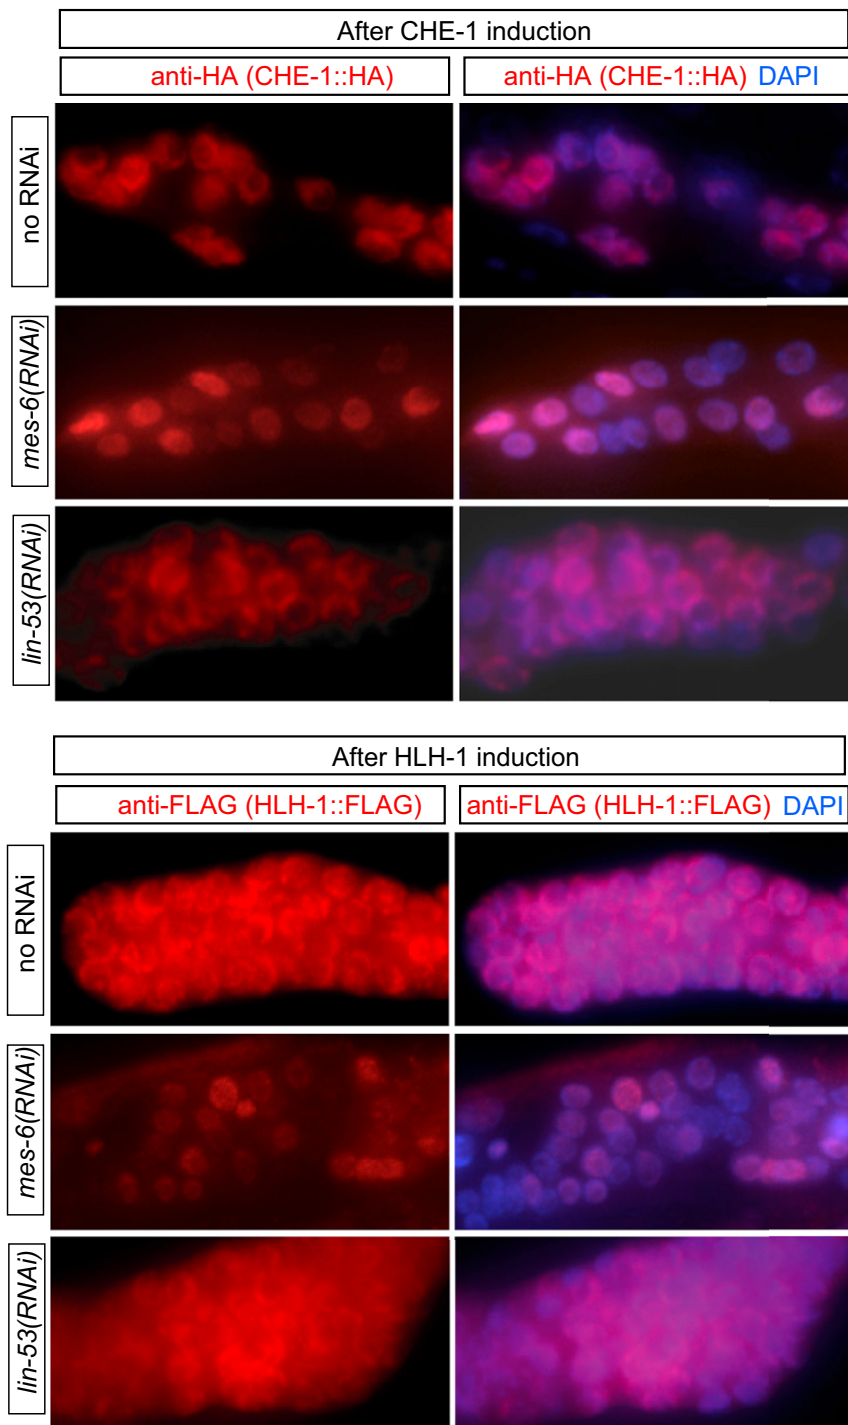 After CHE-1 induction
anti-HA (CHE-1::HA)
anti-HA (CHE-1::HA) DAPI
no RNAi
mes-6(RNAi)
lin-53(RNAi)
After HLH-1 induction
anti-FLAG (HLH-1::FLAG)
anti-FLAG (HLH-1::FLAG) DAPI
no RNAi
mes-6(RNAi)
lin-53(RNAi)